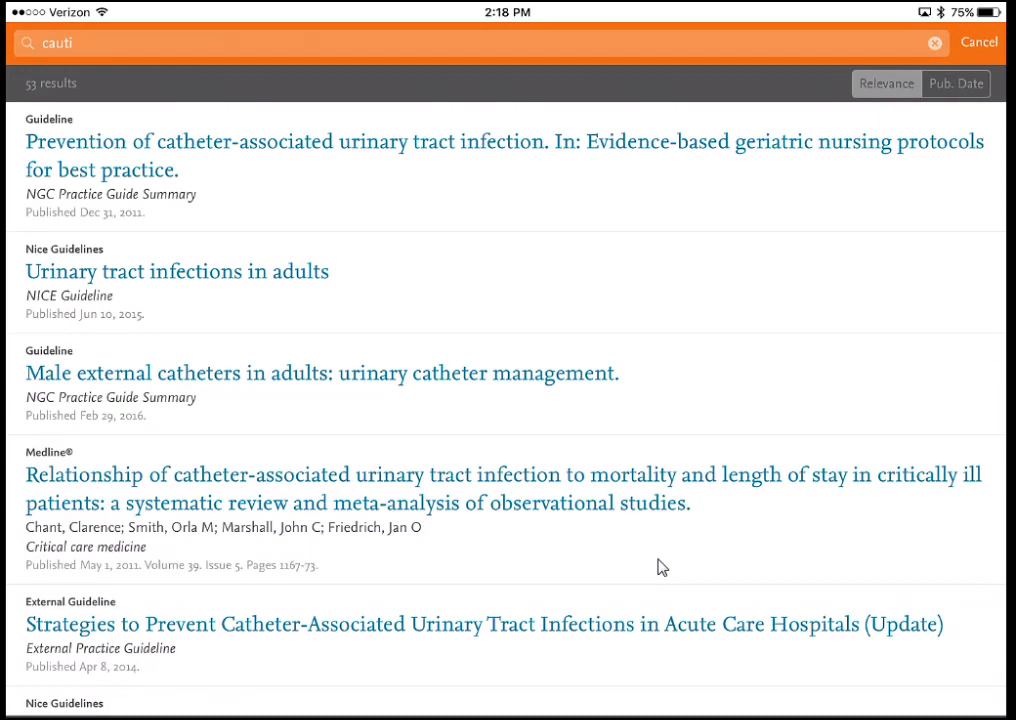 Verizon
2:18 PM
75%
cauti
Cancel
53 results
Relevance
Pub. Date
Guideline
Prevention of catheter-associated urinary tract infection. In: Evidence-based geriatric nursing protocols
for best practice.
NGC Practice Guide Summary
Published Dec 31, 2011.
Nice Guidelines
Urinary tract infections in adults
NICE Guideline
Published Jun 10, 2015.
Guideline
Male external catheters in adults: urinary catheter management.
NGC Practice Guide Summary
Published Feb 29, 2016.
Medline®
Relationship of catheter-associated urinary tract infection to mortality and length of stay in critically ill
patients: a systematic review and meta-analysis of observational studies.
Chant, Clarence; Smith, Orla M; Marshall, John C; Friedrich, Jan O
Critical care medicine
Published May 1, 2011. Volume 39. Issue 5. Pages 1167-73.
External Guideline
Strategies to Prevent Catheter-Associated Urinary Tract Infections in Acute Care Hospitals (Update)
External Practice Guideline
Published Apr 8, 2014.
Nice Guidelines